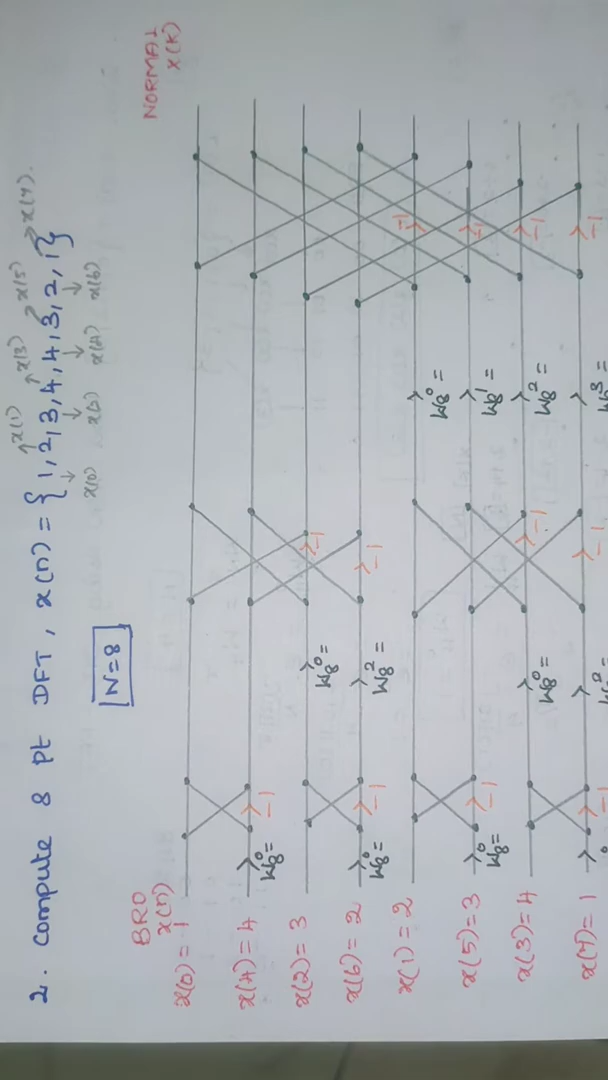 2. Compute 8 pt DFT, x(n) = { 1, 2, 3, 4, 4, 3, 2, 1 }
x(0) x(1) x(2) x(3) x(4) x(5) x(6) x(7).
N=8
BRO
x(n)
NORMAL
X(K)
x(0) = 1
x(4) = 4
W8^0 =
-1
x(2) = 3
W8^0 =
-1
x(6) = 2
W8^0 =
-1
W8^2 =
-1
x(1) = 2
W8^0 =
-1
x(5) = 3
W8^0 =
-1
W8^1 =
-1
x(3) = 4
W8^0 =
-1
W8^2 =
-1
x(7) = 1
-1
-1
W8^3 =
-1